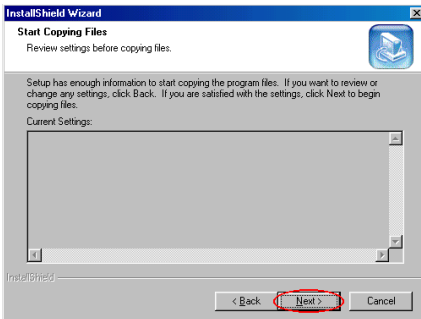 InstallShield Wizard
Start Copying Files
Review settings before copying files.
Setup has enough information to start copying the program files. If you want to review or
change any settings, click Back. If you are satisfied with the settings, click Next to begin
copying files.
Current Settings:
InstallShield
< Back Next > Cancel